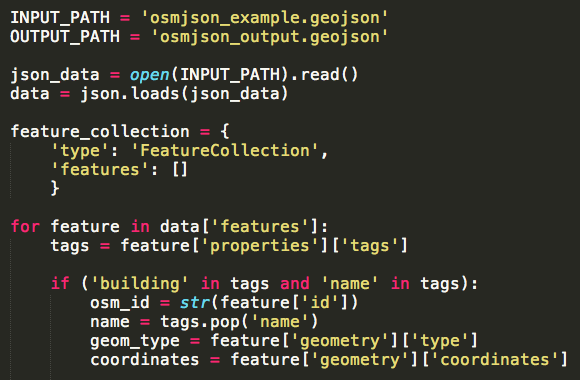 INPUT_PATH = 'osmjson_example.geojson'
OUTPUT_PATH = 'osmjson_output.geojson'

json_data = open(INPUT_PATH).read()
data = json.loads(json_data)

feature_collection = {
    'type': 'FeatureCollection',
    'features': []
    }

for feature in data['features']:
    tags = feature['properties']['tags']

    if ('building' in tags and 'name' in tags):
        osm_id = str(feature['id'])
        name = tags.pop('name')
        geom_type = feature['geometry']['type']
        coordinates = feature['geometry']['coordinates']